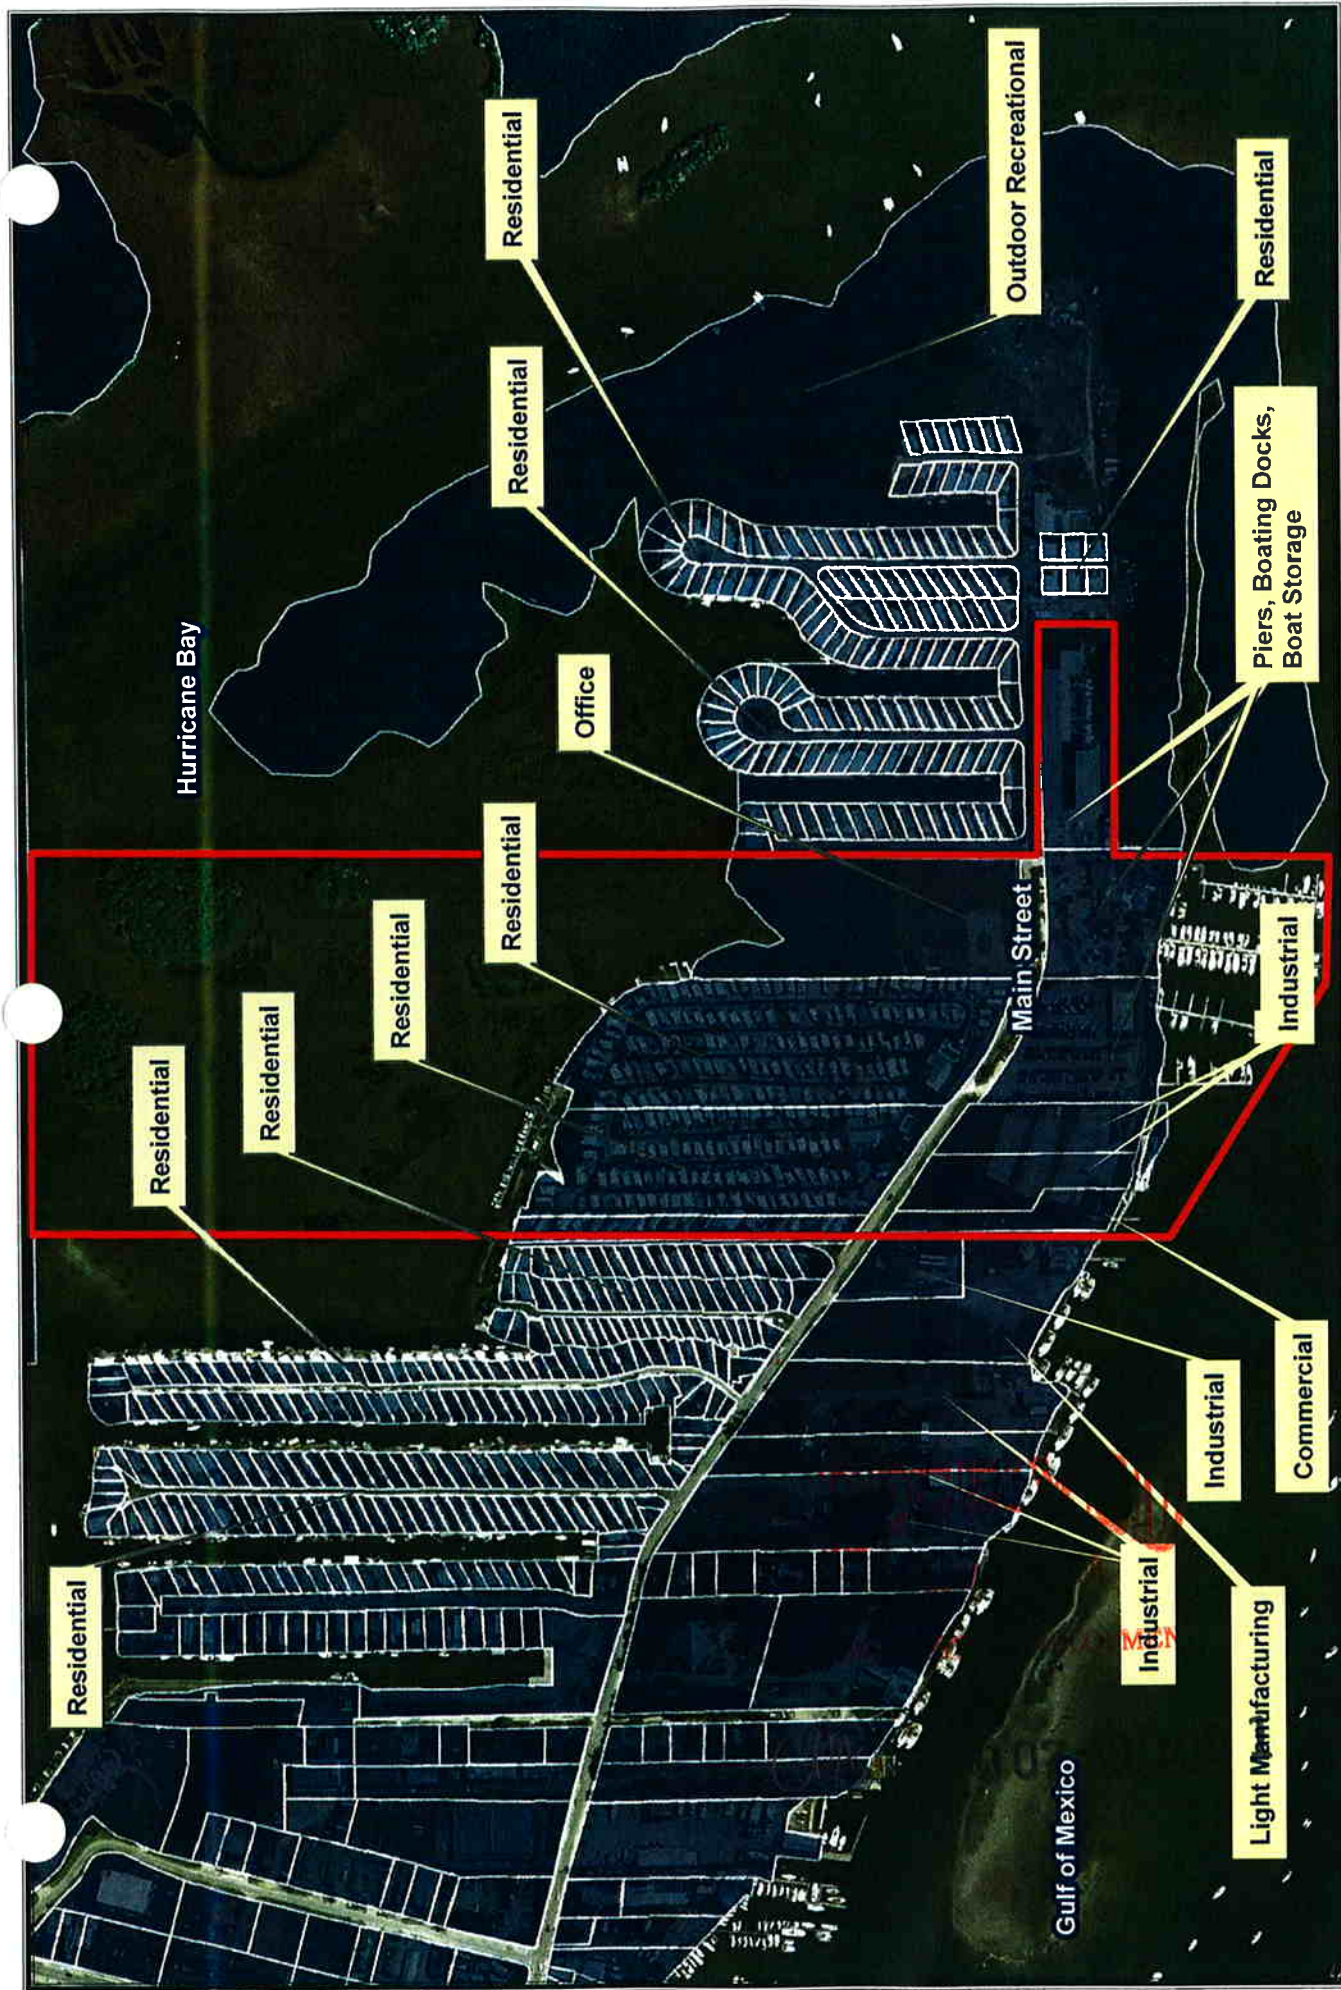 Hurricane Bay
Residential
Residential
Residential
Residential
Residential
Residential
Residential
Office
Outdoor Recreational
Residential
Main Street
Piers, Boating Docks,
Boat Storage
Industrial
Commercial
Industrial
Industrial
Light Manufacturing
Gulf of Mexico